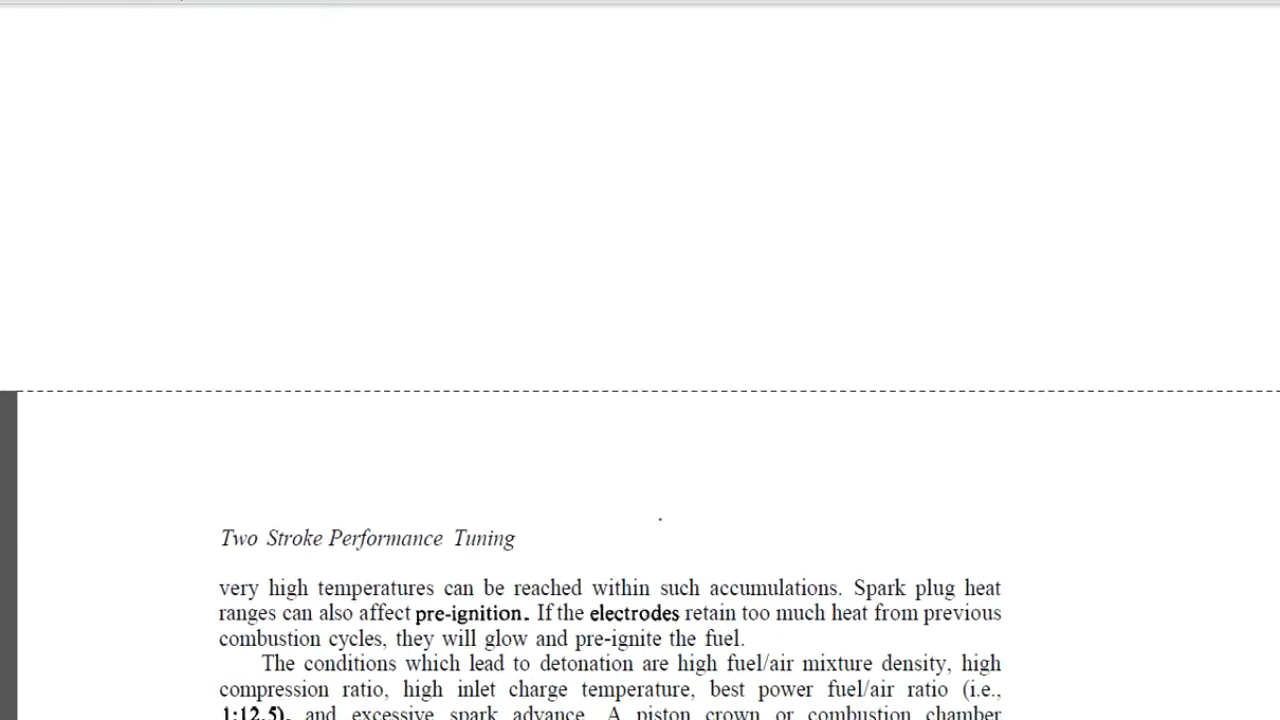 Two Stroke Performance Tuning
very high temperatures can be reached within such accumulations. Spark plug heat
ranges can also affect pre-ignition. If the electrodes retain too much heat from previous
combustion cycles, they will glow and pre-ignite the fuel.
The conditions which lead to detonation are high fuel/air mixture density, high
compression ratio, high inlet charge temperature, best power fuel/air ratio (i.e.,
1:12.5), and excessive spark advance. A piston crown or combustion chamber